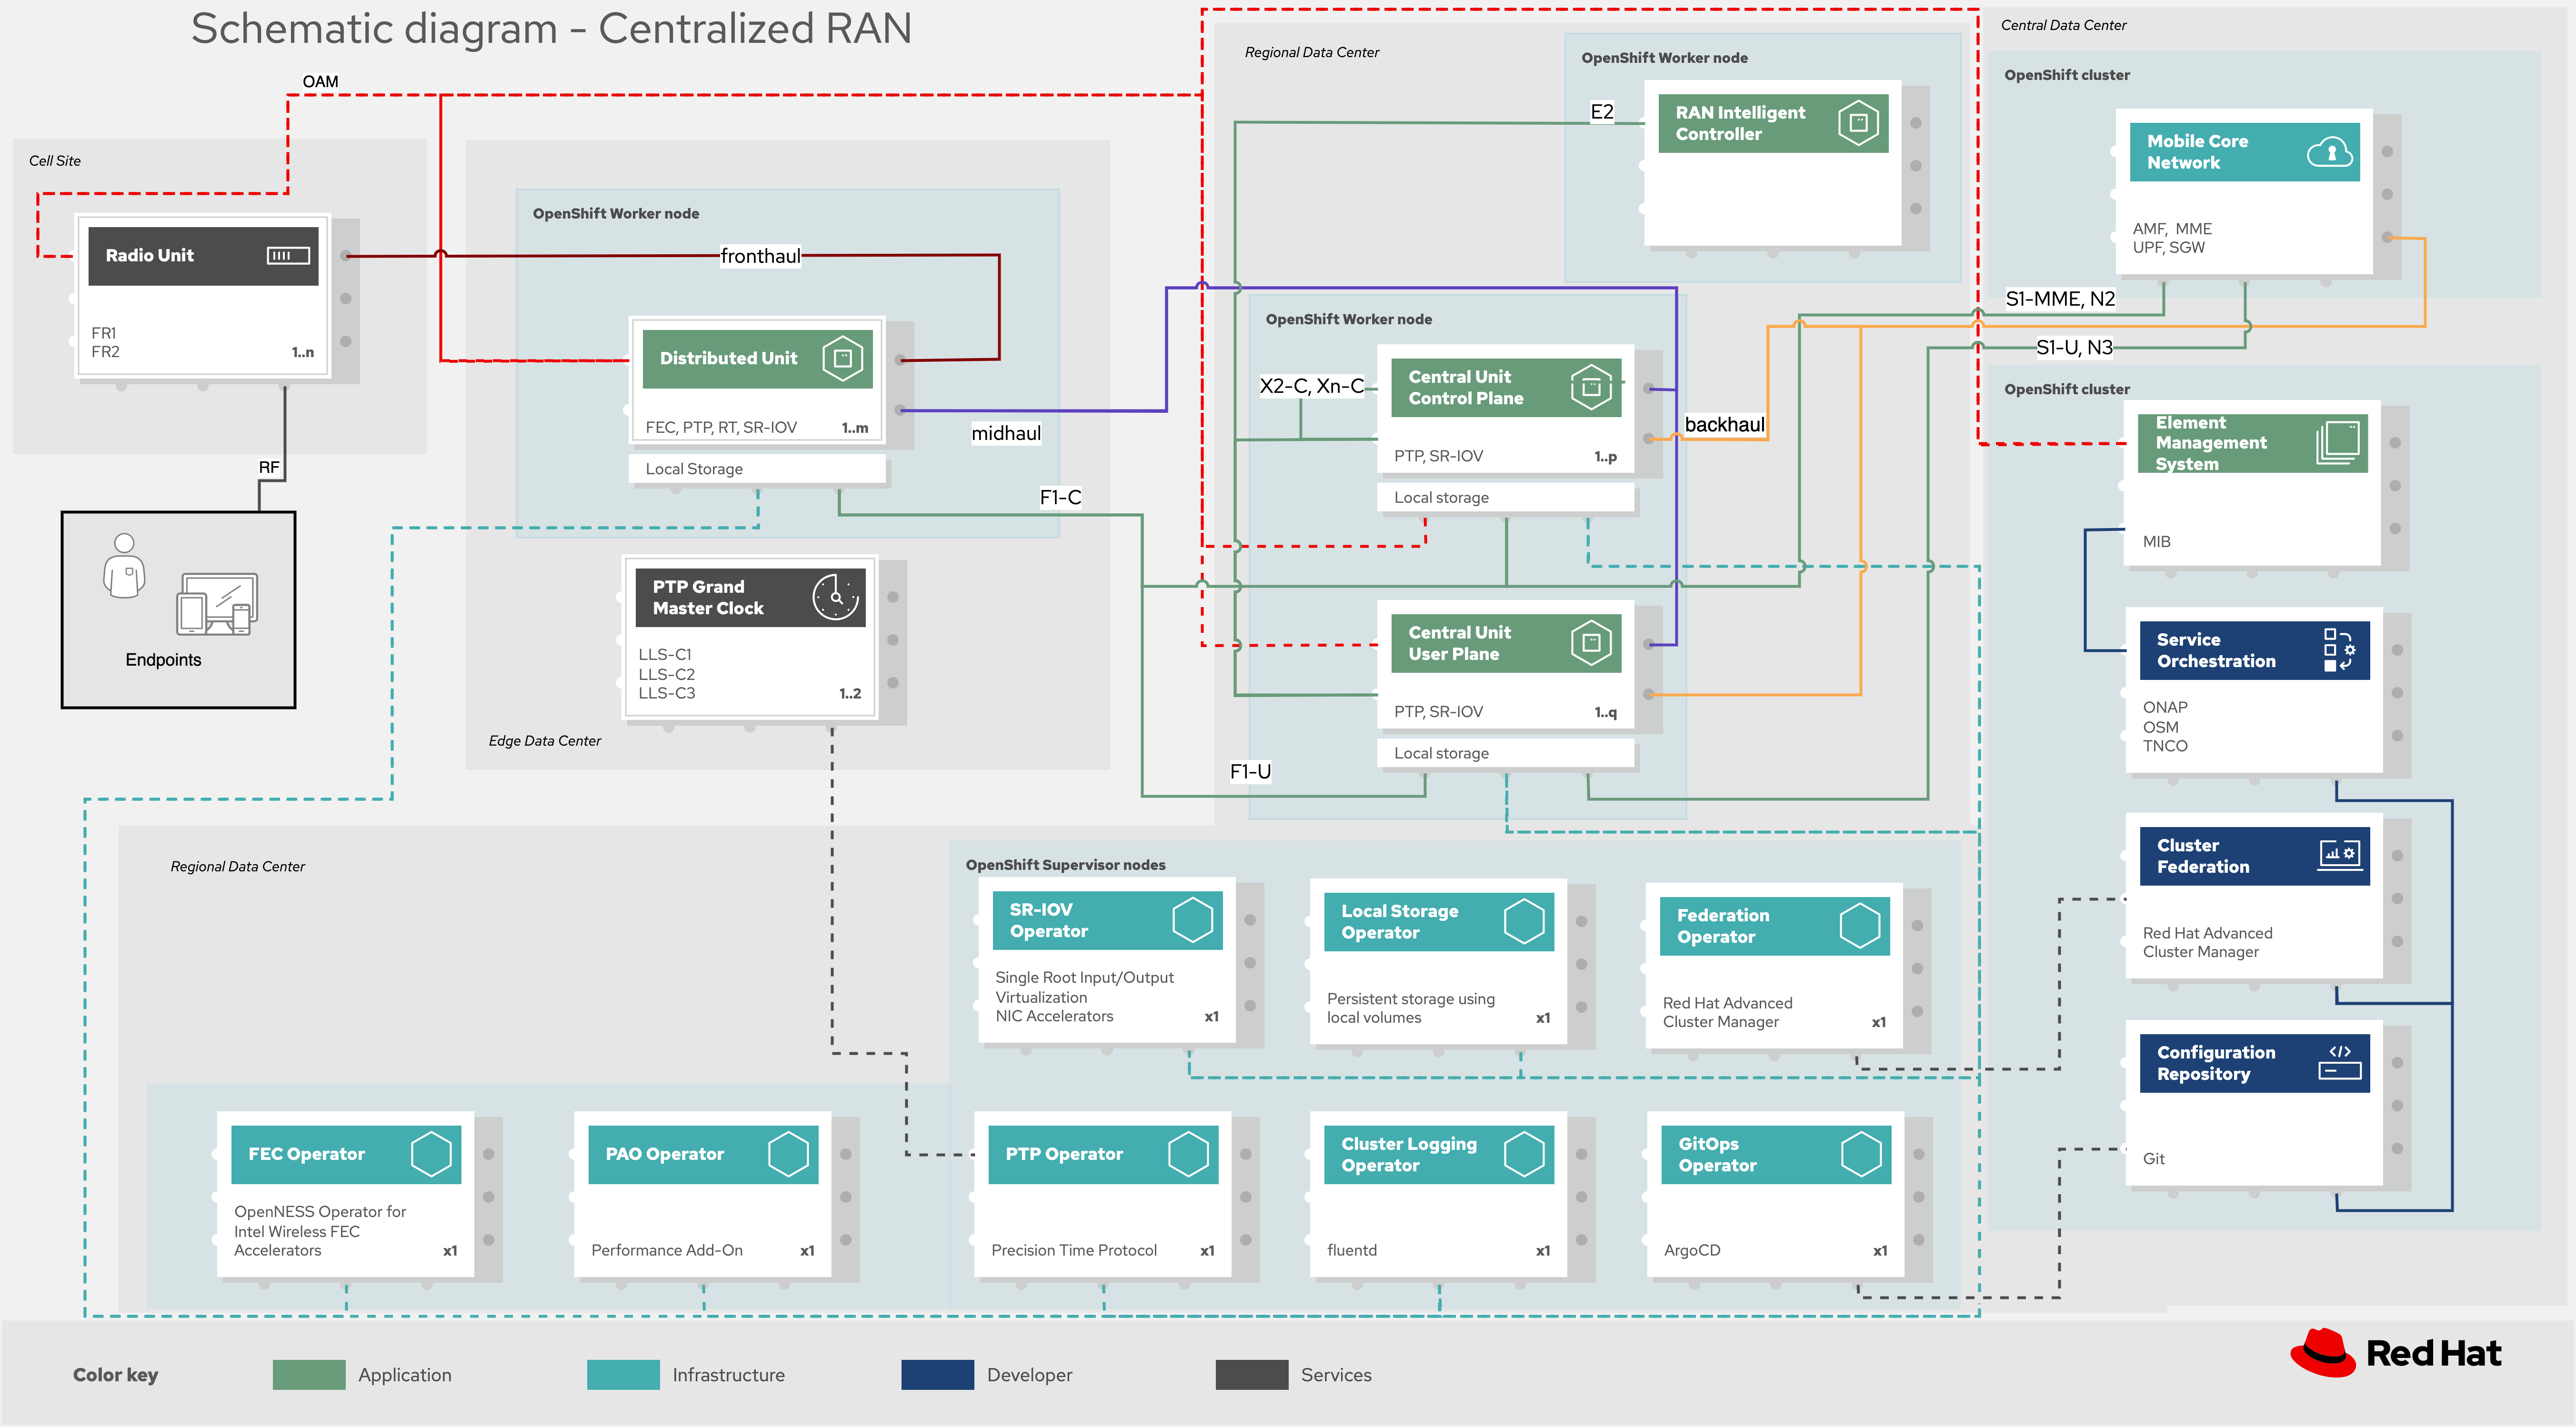 Schematic diagram - Centralized RAN
OAM
Cell Site
Radio Unit
FR1
FR2
1..n
RF
Endpoints
OpenShift Worker node
fronthaul
Distributed Unit
FEC, PTP, RT, SR-IOV
1..m
Local Storage
midhaul
F1-C
PTP Grand
Master Clock
LLS-C1
LLS-C2
LLS-C3
1..2
Edge Data Center
Regional Data Center
OpenShift Worker node
E2
RAN Intelligent
Controller
OpenShift Worker node
X2-C, Xn-C
Central Unit
Control Plane
PTP, SR-IOV
1..p
Local storage
backhaul
Central Unit
User Plane
PTP, SR-IOV
1..q
Local storage
F1-U
Central Data Center
OpenShift cluster
Mobile Core
Network
AMF, MME
UPF, SGW
S1-MME, N2
S1-U, N3
OpenShift cluster
Element
Management
System
MIB
Service
Orchestration
ONAP
OSM
TNCO
Cluster
Federation
Red Hat Advanced
Cluster Manager
Configuration
Repository
Git
Regional Data Center
OpenShift Supervisor nodes
SR-IOV
Operator
Single Root Input/Output
Virtualization
NIC Accelerators
x1
Local Storage
Operator
Persistent storage using
local volumes
x1
Federation
Operator
Red Hat Advanced
Cluster Manager
x1
FEC Operator
OpenNESS Operator for
Intel Wireless FEC
Accelerators
x1
PAO Operator
Performance Add-On
x1
PTP Operator
Precision Time Protocol
x1
Cluster Logging
Operator
fluentd
x1
GitOps
Operator
ArgoCD
x1
Color key
Application
Infrastructure
Developer
Services
Red Hat